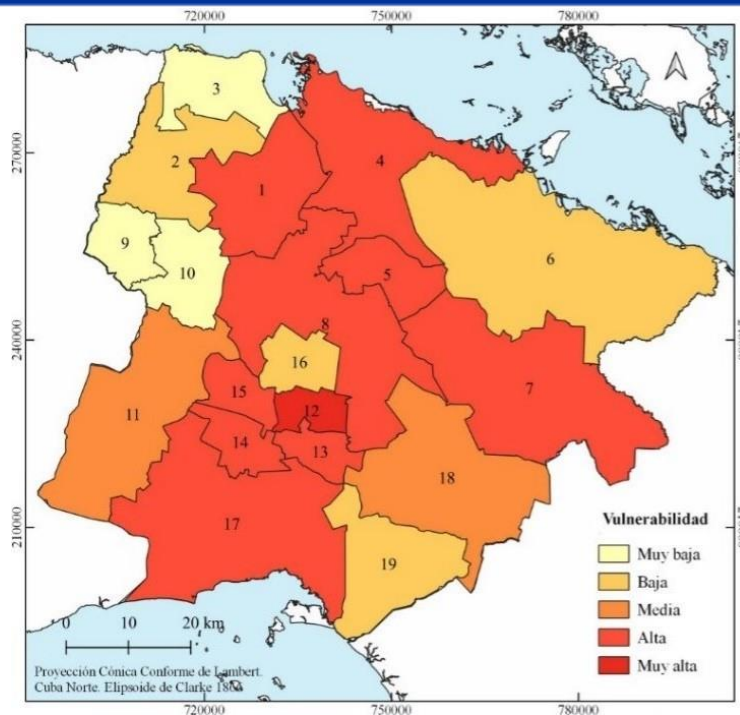 720000 750000 780000
3
270000
2
4
1
9
10
6
5
240000
8
16
7
15
11
12
14
13
18
210000
17
19
Vulnerabilidad
Muy baja
Baja
Media
Alta
Muy alta
0 10 20 km
Proyección Cónica Conforme de Lambert.
Cuba Norte. Elipsoide de Clarke
720000 750000 780000